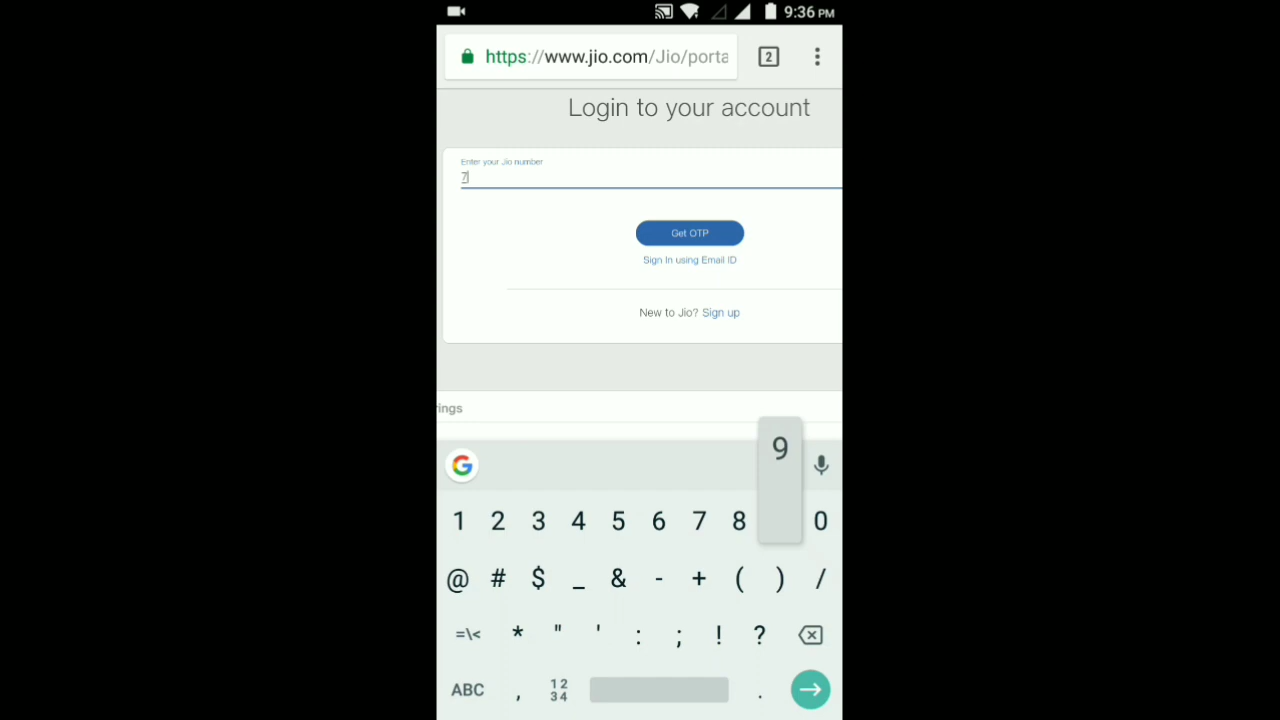 9:36 PM
https://www.jio.com/Jio/porta
2
Login to your account
Enter your Jio number
7
Get OTP
Sign In using Email ID
New to Jio? Sign up
rings
9
G
1 2 3 4 5 6 7 8 0
@ # $ _ & - + ( ) /
=\< * " ' : ; ! ?
ABC , 12 34 .